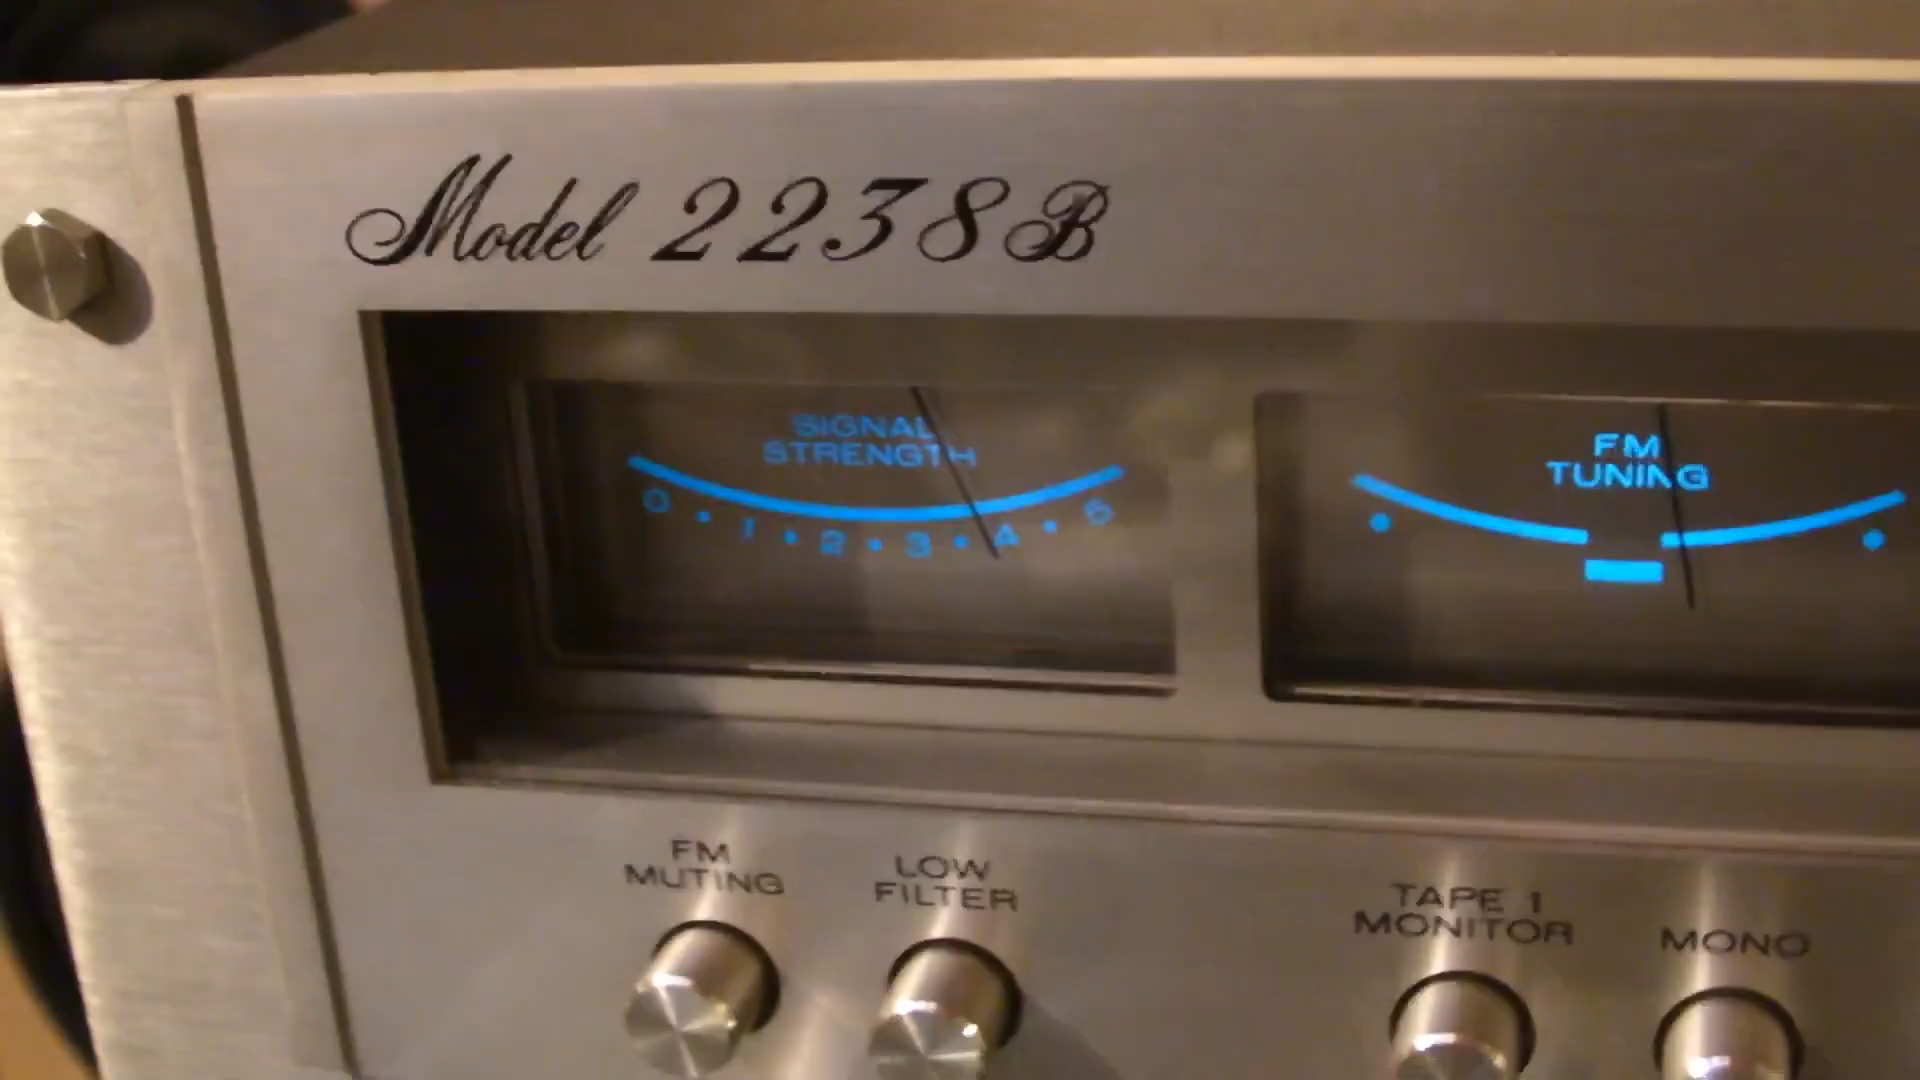 Model 2238B
SIGNAL
STRENGTH
0 • 1 • 2 • 3 • 4 • 5
FM
TUNING
FM
MUTING
LOW
FILTER
TAPE 1
MONITOR
MONO